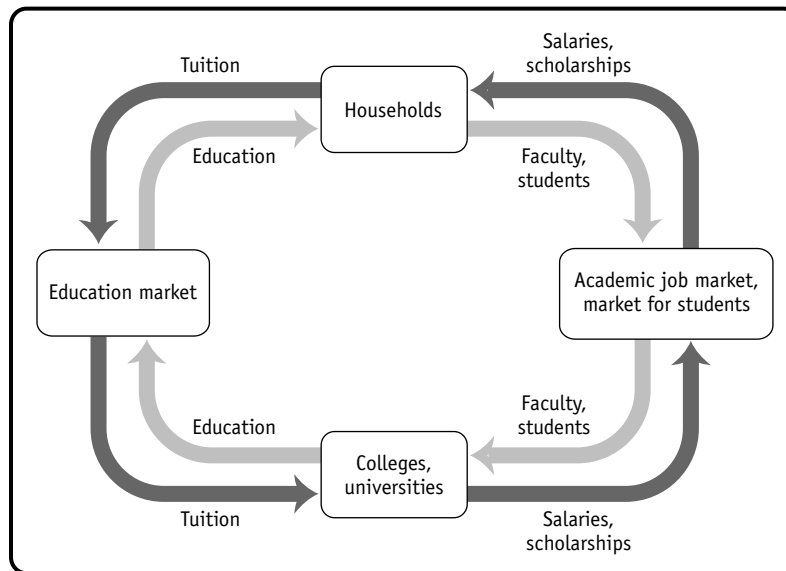 Salaries,
scholarships
Tuition
Households
Education
Faculty,
students
Education market
Academic job market,
market for students
Education
Faculty,
students
Colleges,
universities
Tuition
Salaries,
scholarships